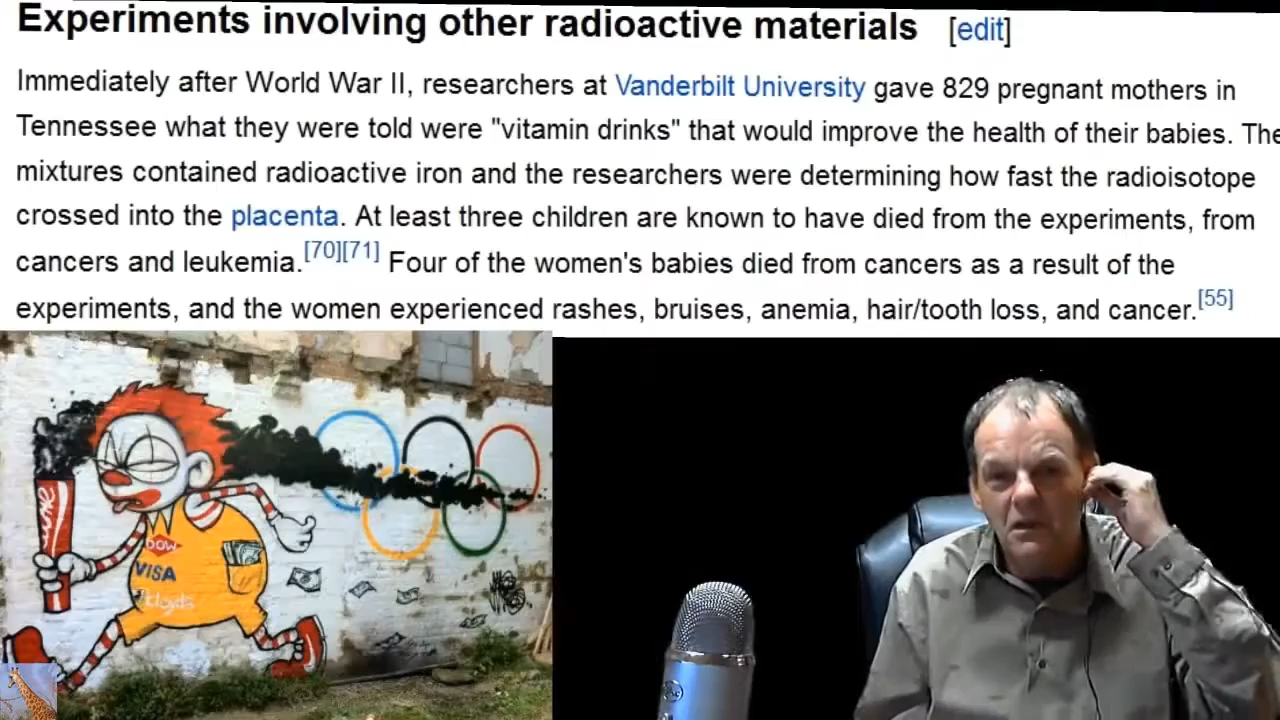 Experiments involving other radioactive materials [edit]
Immediately after World War II, researchers at Vanderbilt University gave 829 pregnant mothers in
Tennessee what they were told were "vitamin drinks" that would improve the health of their babies. The
mixtures contained radioactive iron and the researchers were determining how fast the radioisotope
crossed into the placenta. At least three children are known to have died from the experiments, from
cancers and leukemia.[70][71] Four of the women's babies died from cancers as a result of the
experiments, and the women experienced rashes, bruises, anemia, hair/tooth loss, and cancer.[55]
DOW
VISA
Lloyds